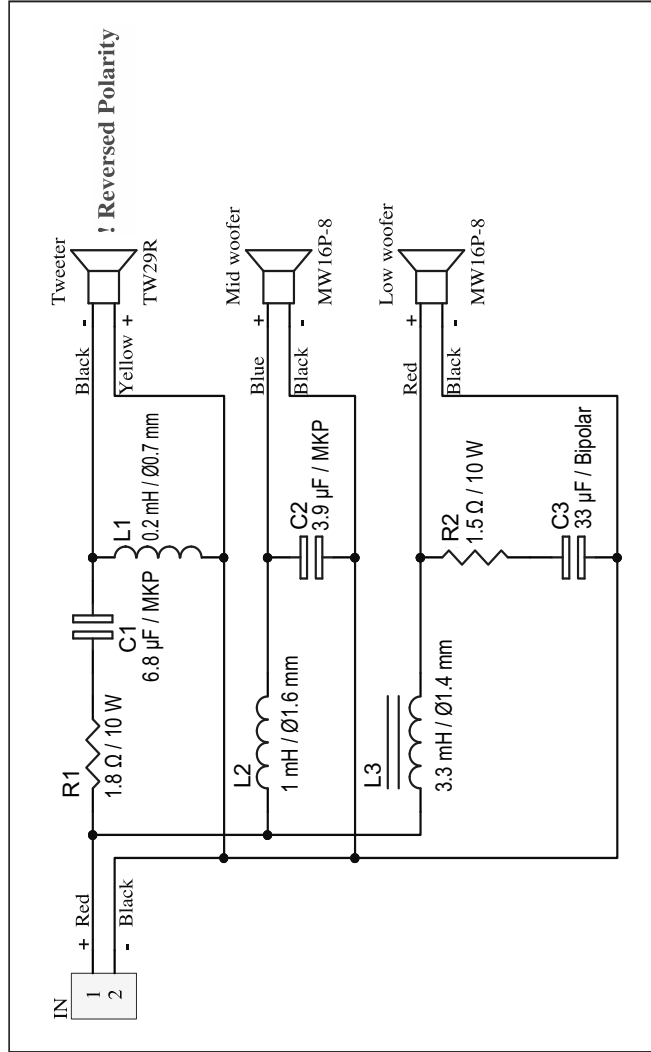 IN
1
2
+ Red
- Black
R1
1.8 Ω / 10 W
C1
6.8 µF / MKP
L1
0.2 mH / Ø0.7 mm
Black -
Yellow +
Tweeter
TW29R
! Reversed Polarity
L2
1 mH / Ø1.6 mm
C2
3.9 µF / MKP
Blue +
Black -
Mid woofer
MW16P-8
L3
3.3 mH / Ø1.4 mm
R2
1.5 Ω / 10 W
C3
33 µF / Bipolar
Red +
Black -
Low woofer
MW16P-8